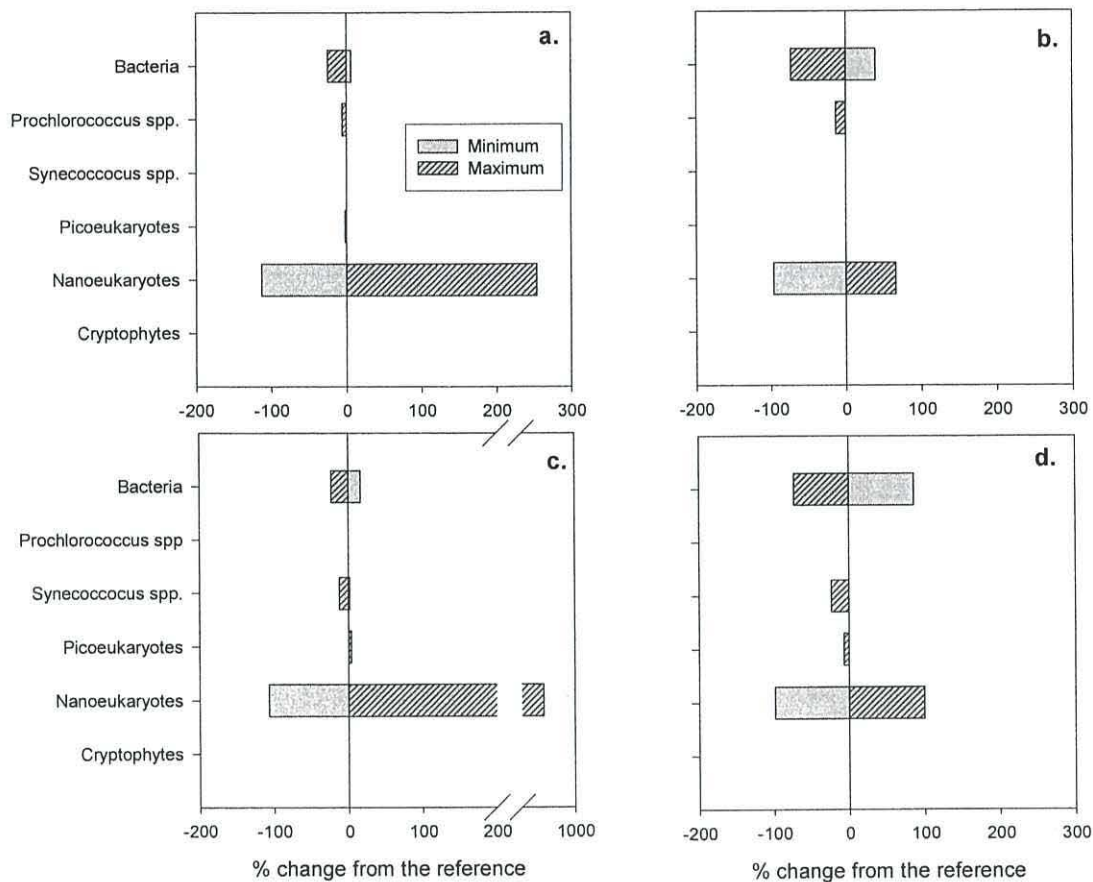 a.
Bacteria
Prochlorococcus spp.
Synecoccocus spp.
Picoeukaryotes
Nanoeukaryotes
Cryptophytes
Minimum
Maximum
-200 -100 0 100 200 300
b.
-200 -100 0 100 200 300
c.
Bacteria
Prochlorococcus spp
Synecoccocus spp.
Picoeukaryotes
Nanoeukaryotes
Cryptophytes
-200 -100 0 100 200 1000
% change from the reference
d.
-200 -100 0 100 200 300
% change from the reference